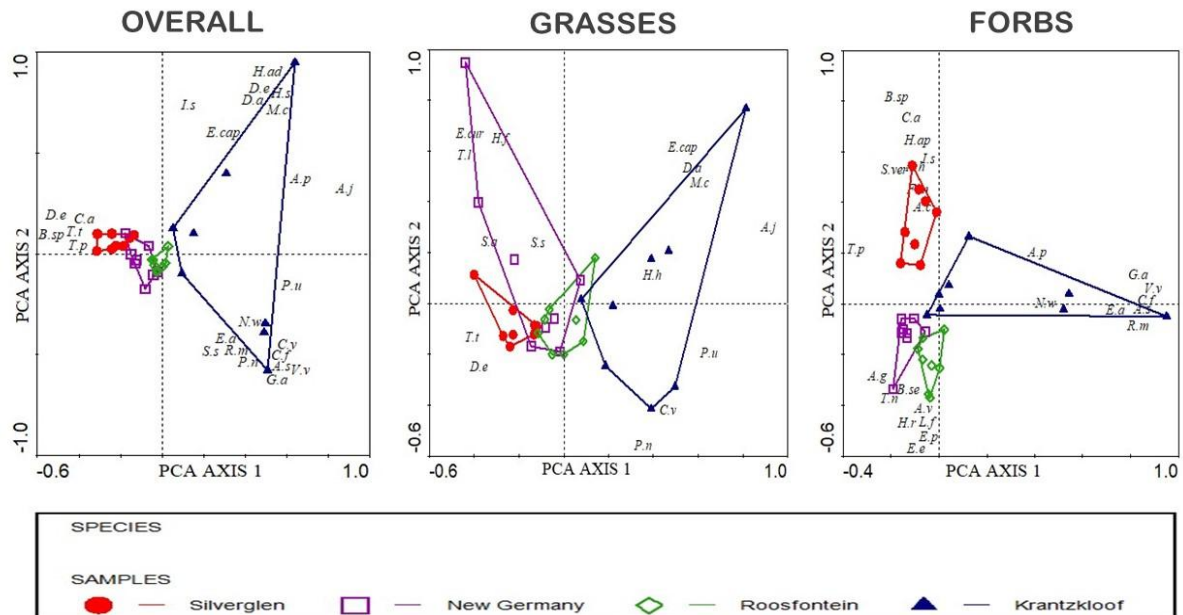 OVERALL
GRASSES
FORBS
1.0
H.ad
D.e
H.s
D.a
M.c
I.s
E.cap
A.p
A.j
D.e
C.a
T.t
B.sp
T.p
P.u
N.w
E.a
S.s
R.m
P.n
C.v
C.f
A.s
V.v
G.a
PCA AXIS 2
-1.0
-0.6
PCA AXIS 1
1.0
1.0
E.cur
H.f
T.l
E.cap
D.a
M.c
A.j
S.a
S.s
H.h
T.t
D.e
P.u
C.v
P.n
PCA AXIS 2
-0.6
-0.6
PCA AXIS 1
1.0
1.0
B.sp
C.a
H.ap
I.s
S.ver
T.p
A.p
G.a
V.v
C.f
N.w
E.a
A.s
R.m
A.g
B.se
T.n
A.v
H.r
L.f
E.p
E.e
PCA AXIS 2
-0.6
-0.4
PCA AXIS 1
1.0
SPECIES
SAMPLES
Silverglen
New Germany
Roosfontein
Krantzkloof